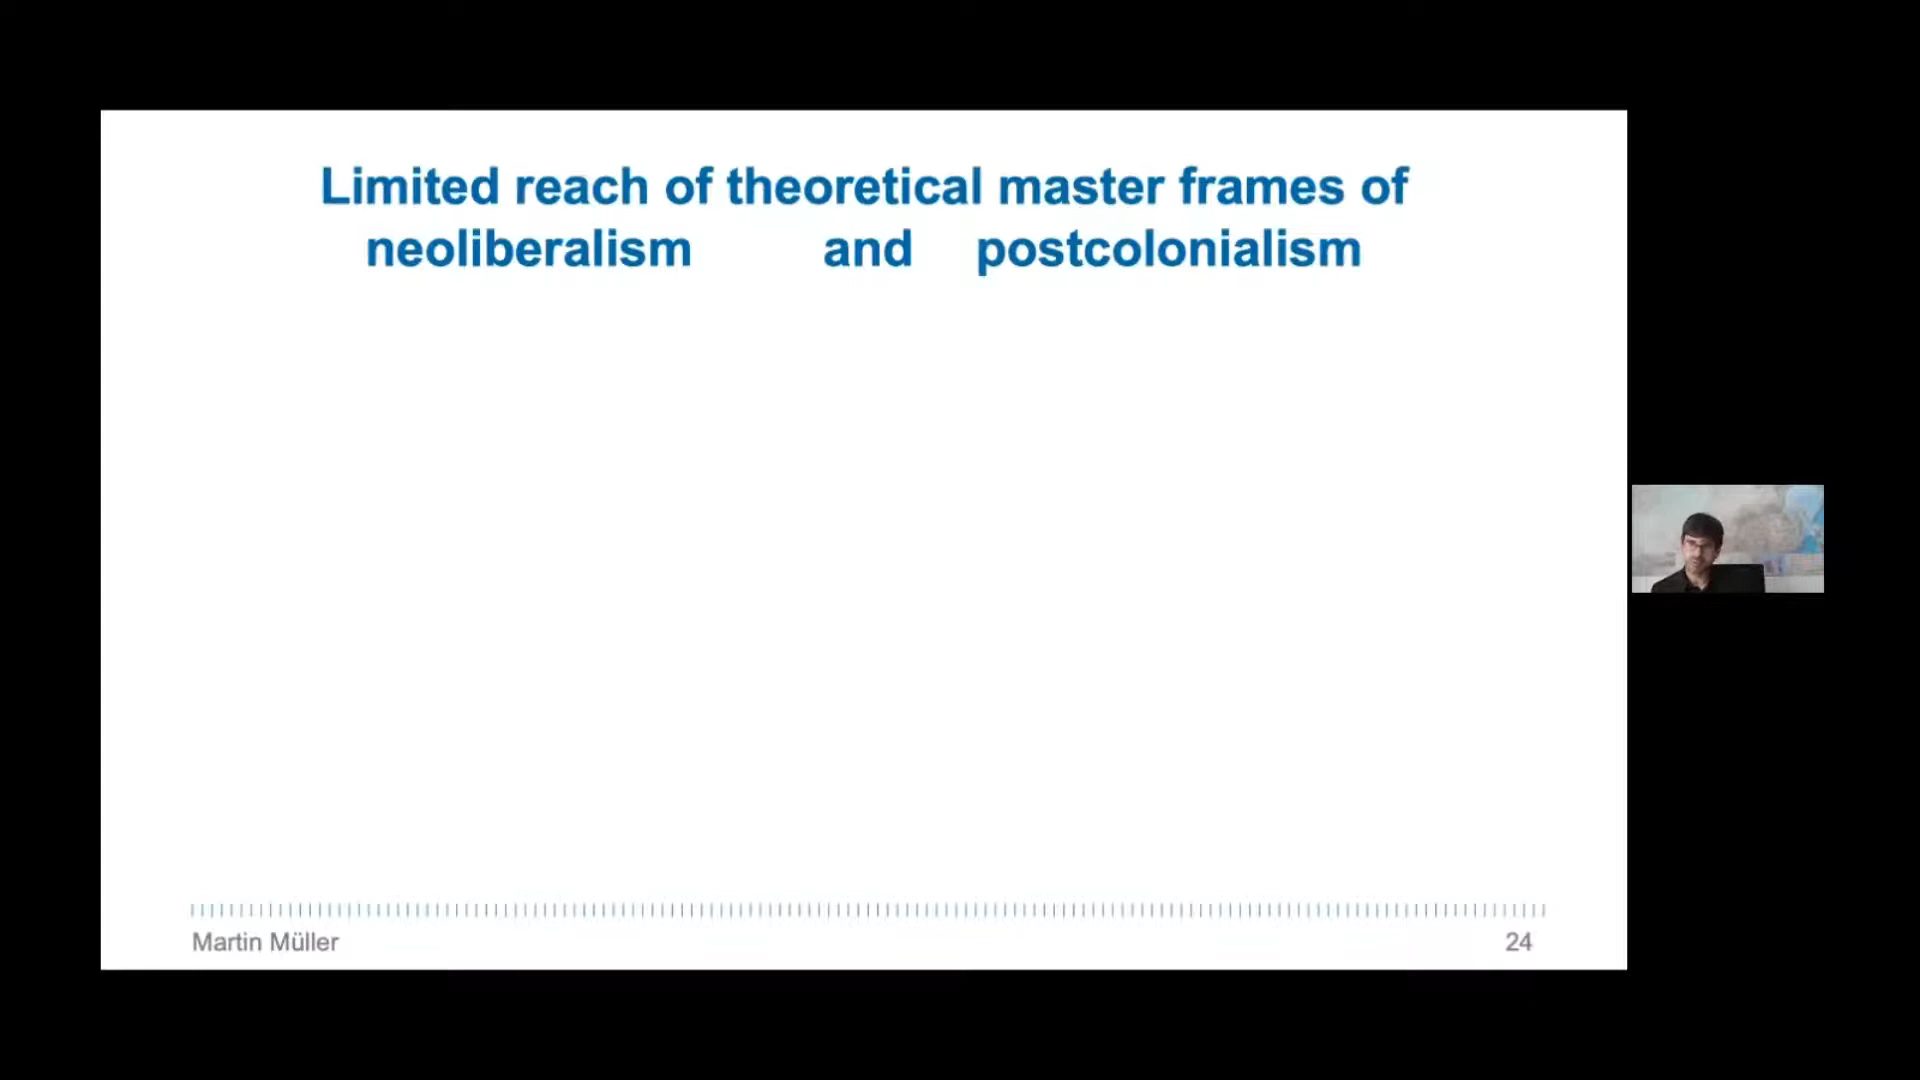 Limited reach of theoretical master frames of
neoliberalism and postcolonialism
Martin Müller
24